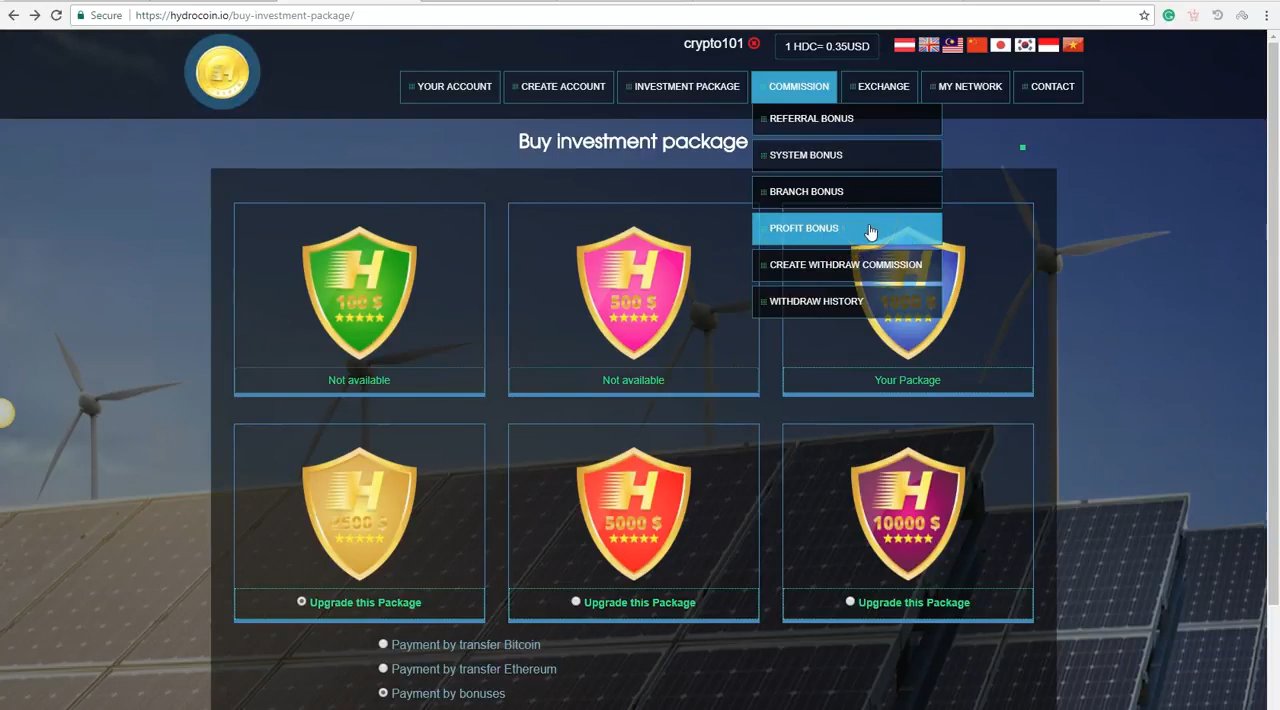 Secure
https://hydrocoin.io/buy-investment-package/
crypto101
1 HDC= 0.35USD
YOUR ACCOUNT
CREATE ACCOUNT
INVESTMENT PACKAGE
COMMISSION
EXCHANGE
MY NETWORK
CONTACT
REFERRAL BONUS
SYSTEM BONUS
BRANCH BONUS
PROFIT BONUS
CREATE WITHDRAW COMMISSION
WITHDRAW HISTORY
Buy investment package
H
100 $
Not available
H
500 $
Not available
Your Package
H
2500 $
Upgrade this Package
H
5000 $
Upgrade this Package
H
10000 $
Upgrade this Package
Payment by transfer Bitcoin
Payment by transfer Ethereum
Payment by bonuses